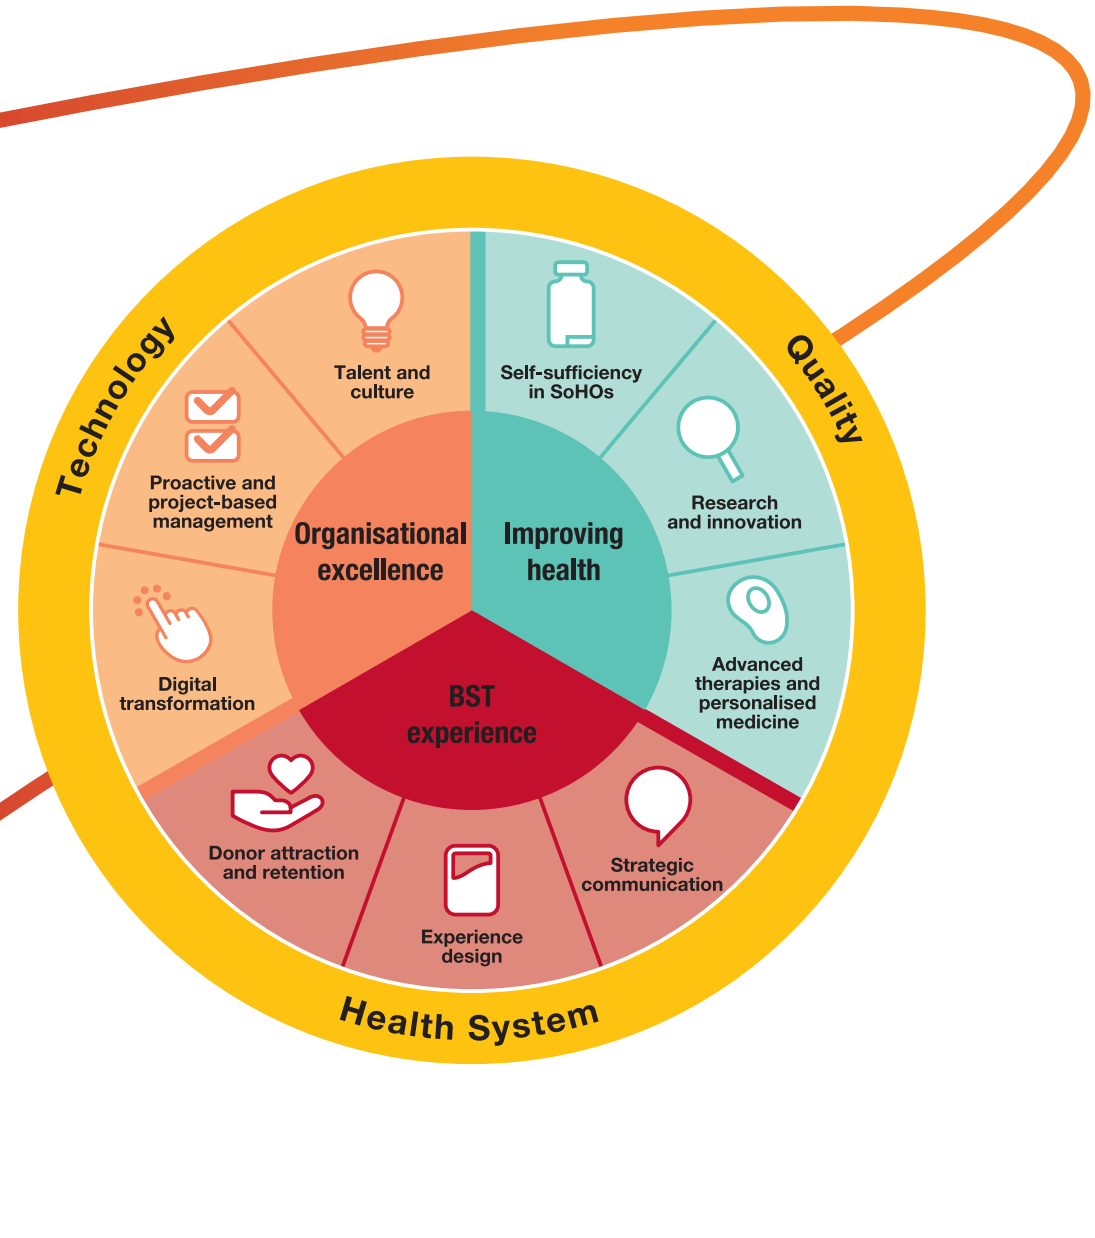 Technology
Quality
Health System
Talent and
culture
Self-sufficiency
in SoHOs
Proactive and
project-based
management
Research
and innovation
Organisational
excellence
Improving
health
Digital
transformation
Advanced
therapies and
personalised
medicine
BST
experience
Donor attraction
and retention
Experience
design
Strategic
communication